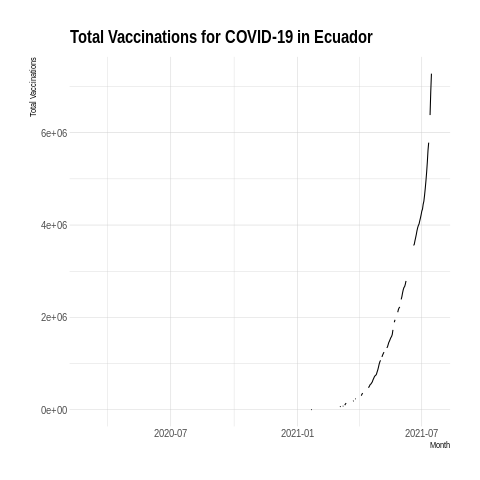 Total Vaccinations for COVID-19 in Ecuador
Total Vaccinations
6e+06
4e+06
2e+06
0e+00
2020-07
2021-01
2021-07
Month